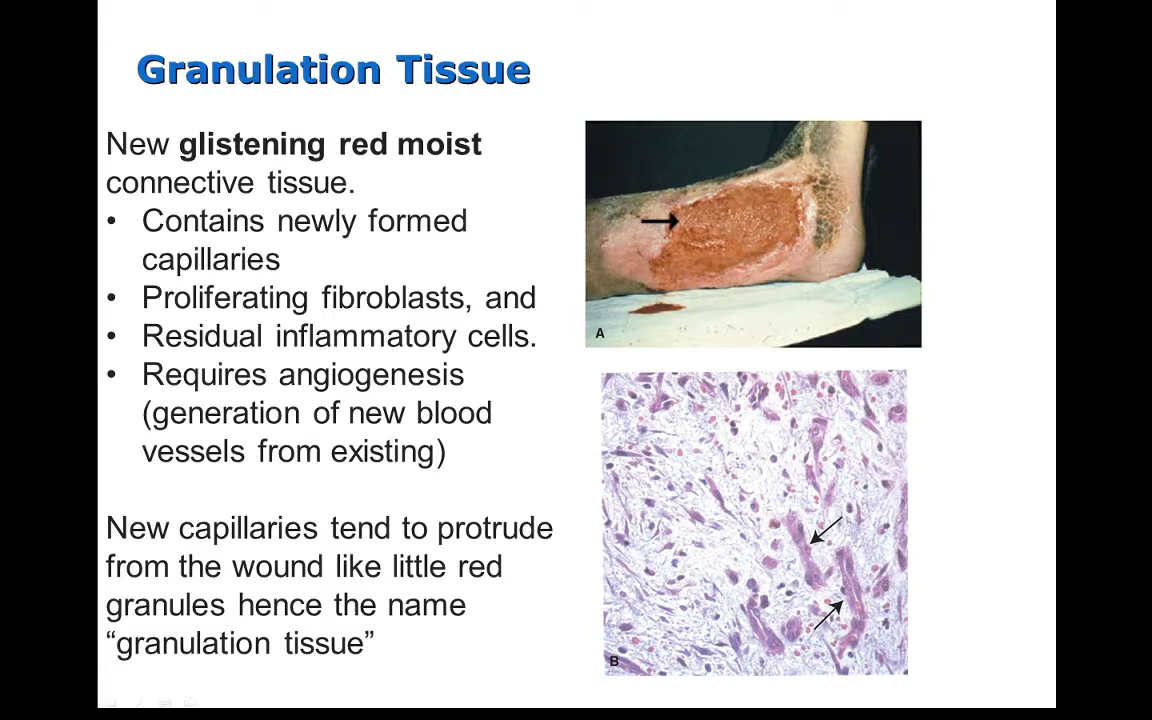 Granulation Tissue
New glistening red moist
connective tissue.
• Contains newly formed
capillaries
• Proliferating fibroblasts, and
• Residual inflammatory cells.
• Requires angiogenesis
(generation of new blood
vessels from existing)
New capillaries tend to protrude
from the wound like little red
granules hence the name
“granulation tissue”
A
B